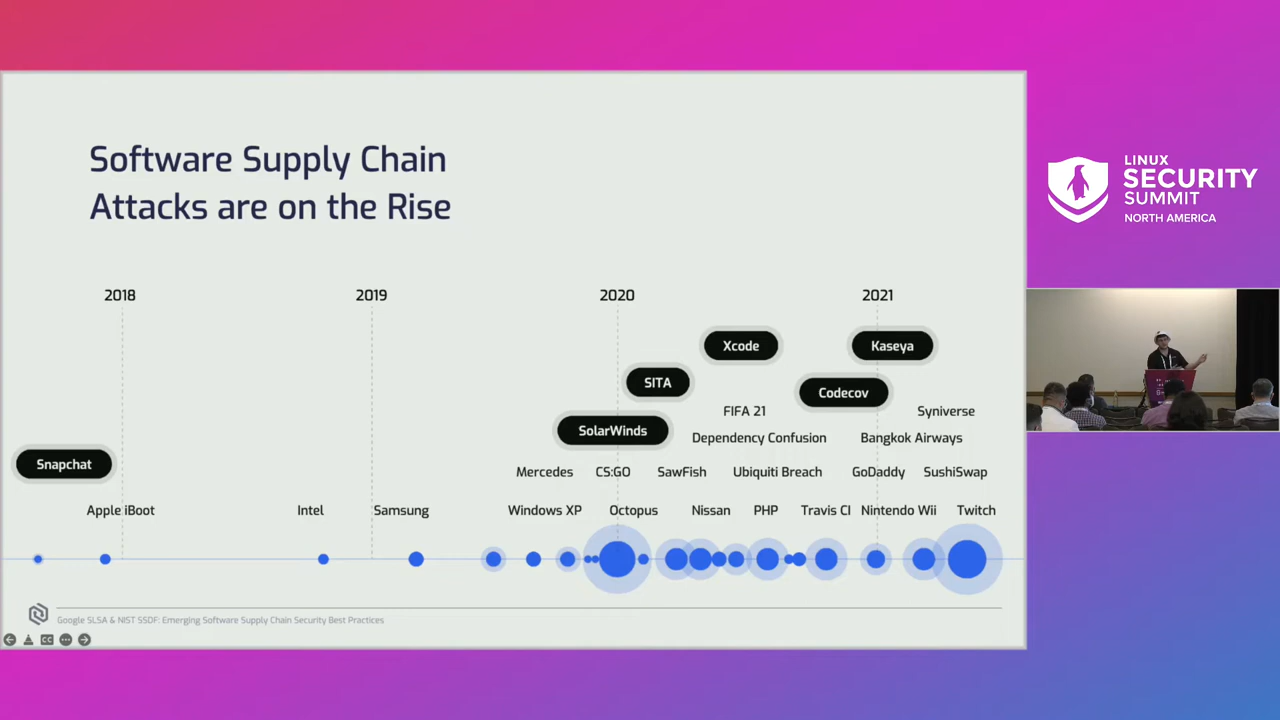 Software Supply Chain
Attacks are on the Rise
2018 2019 2020 2021
Xcode Kaseya
SITA Codecov
FIFA 21 Syniverse
SolarWinds Dependency Confusion Bangkok Airways
Snapchat Mercedes CS:GO SawFish Ubiquiti Breach GoDaddy SushiSwap
Apple iBoot Intel Samsung Windows XP Octopus Nissan PHP Travis CI Nintendo Wii Twitch
Google SLSA & NIST SSDF: Emerging Software Supply Chain Security Best Practices
CC
LINUX
SECURITY
SUMMIT
NORTH AMERICA